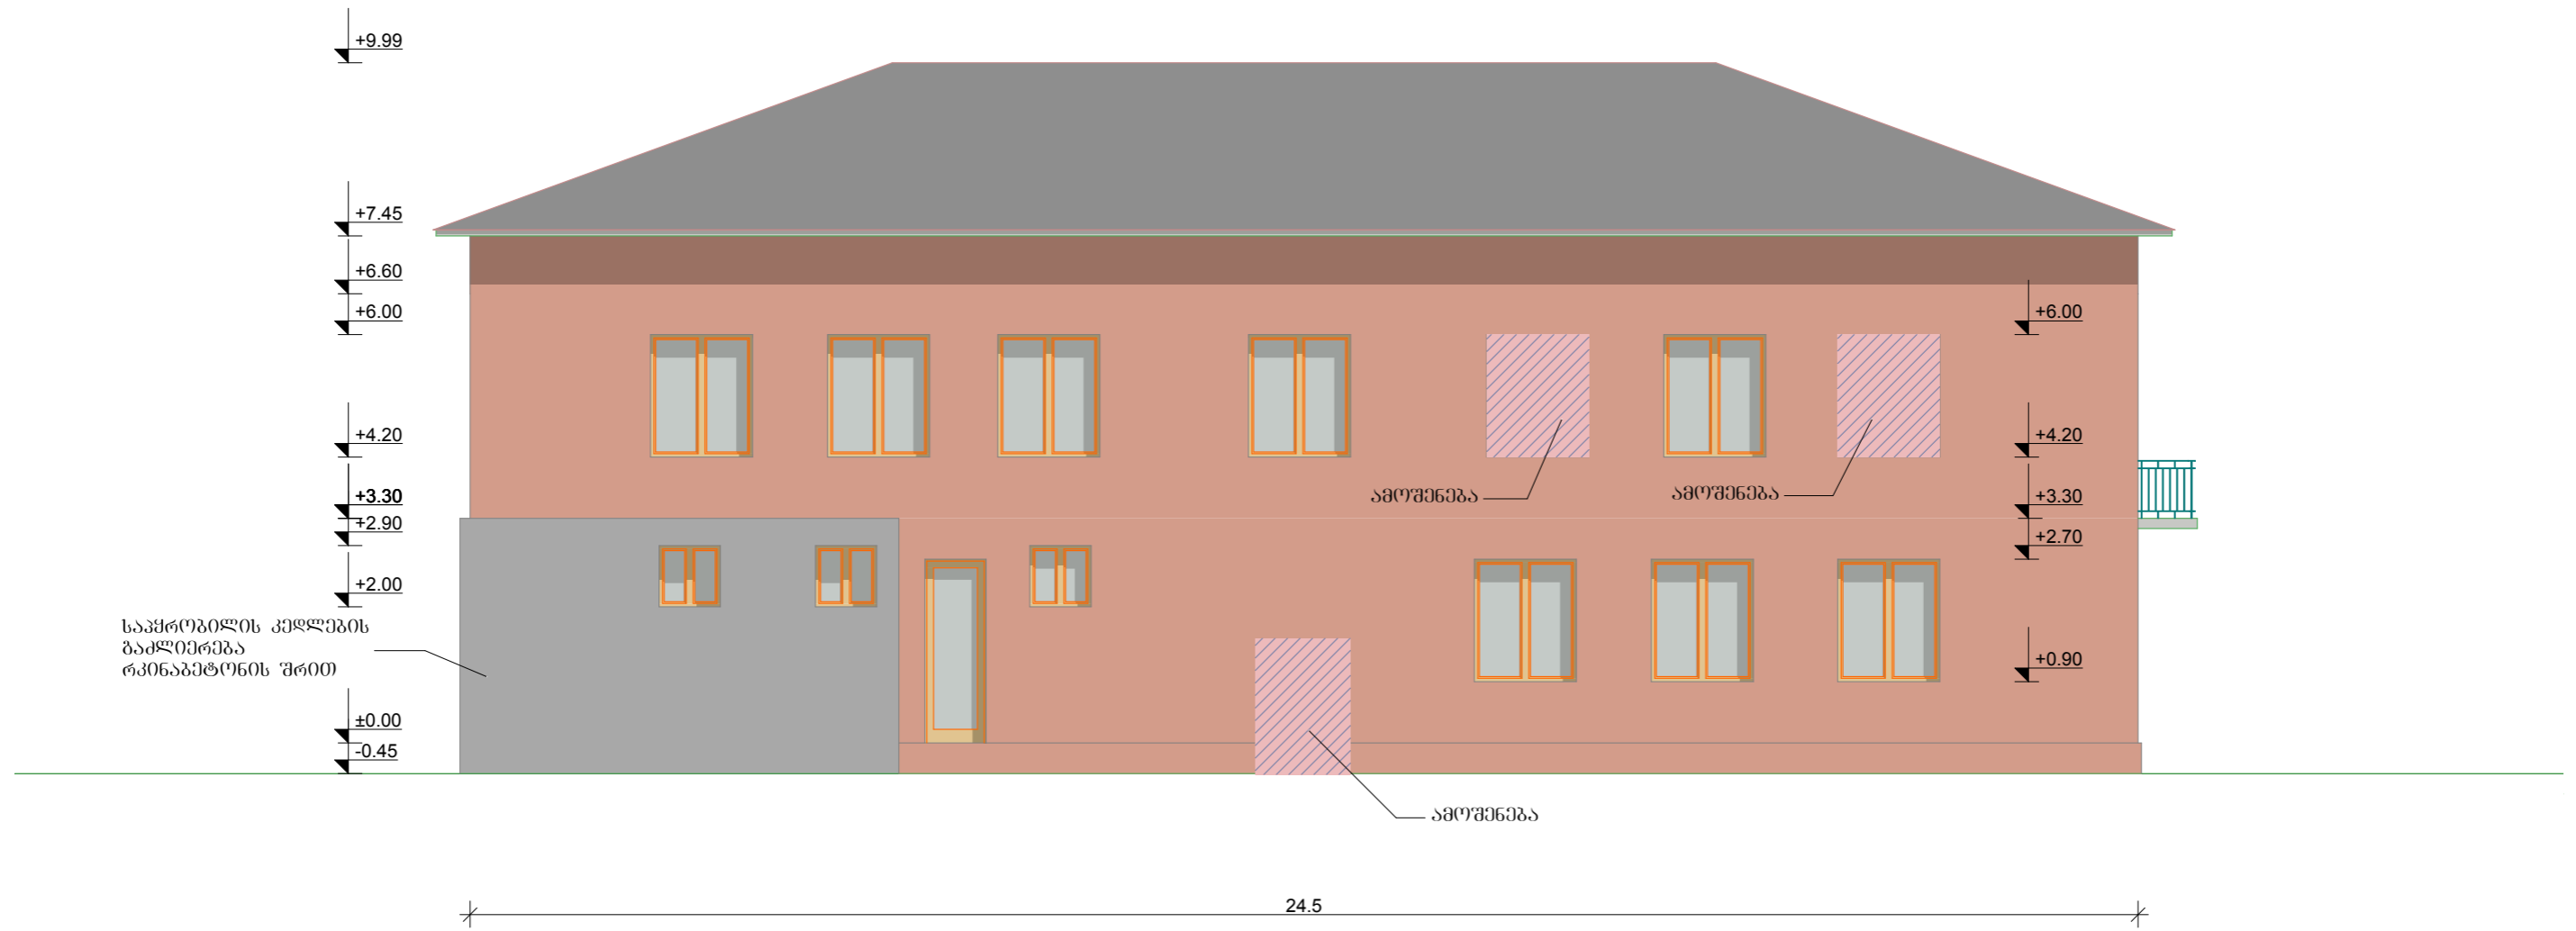 +9.99
+7.45
+6.60
+6.00
+6.00
+4.20
+4.20
+3.30
+3.30
ამოშენება
ამოშენება
+2.90
+2.70
+2.00
საპყრობილის კედლების
გაძლიერება
რკინაბეტონის შრით
+0.90
±0.00
-0.45
ამოშენება
24.5